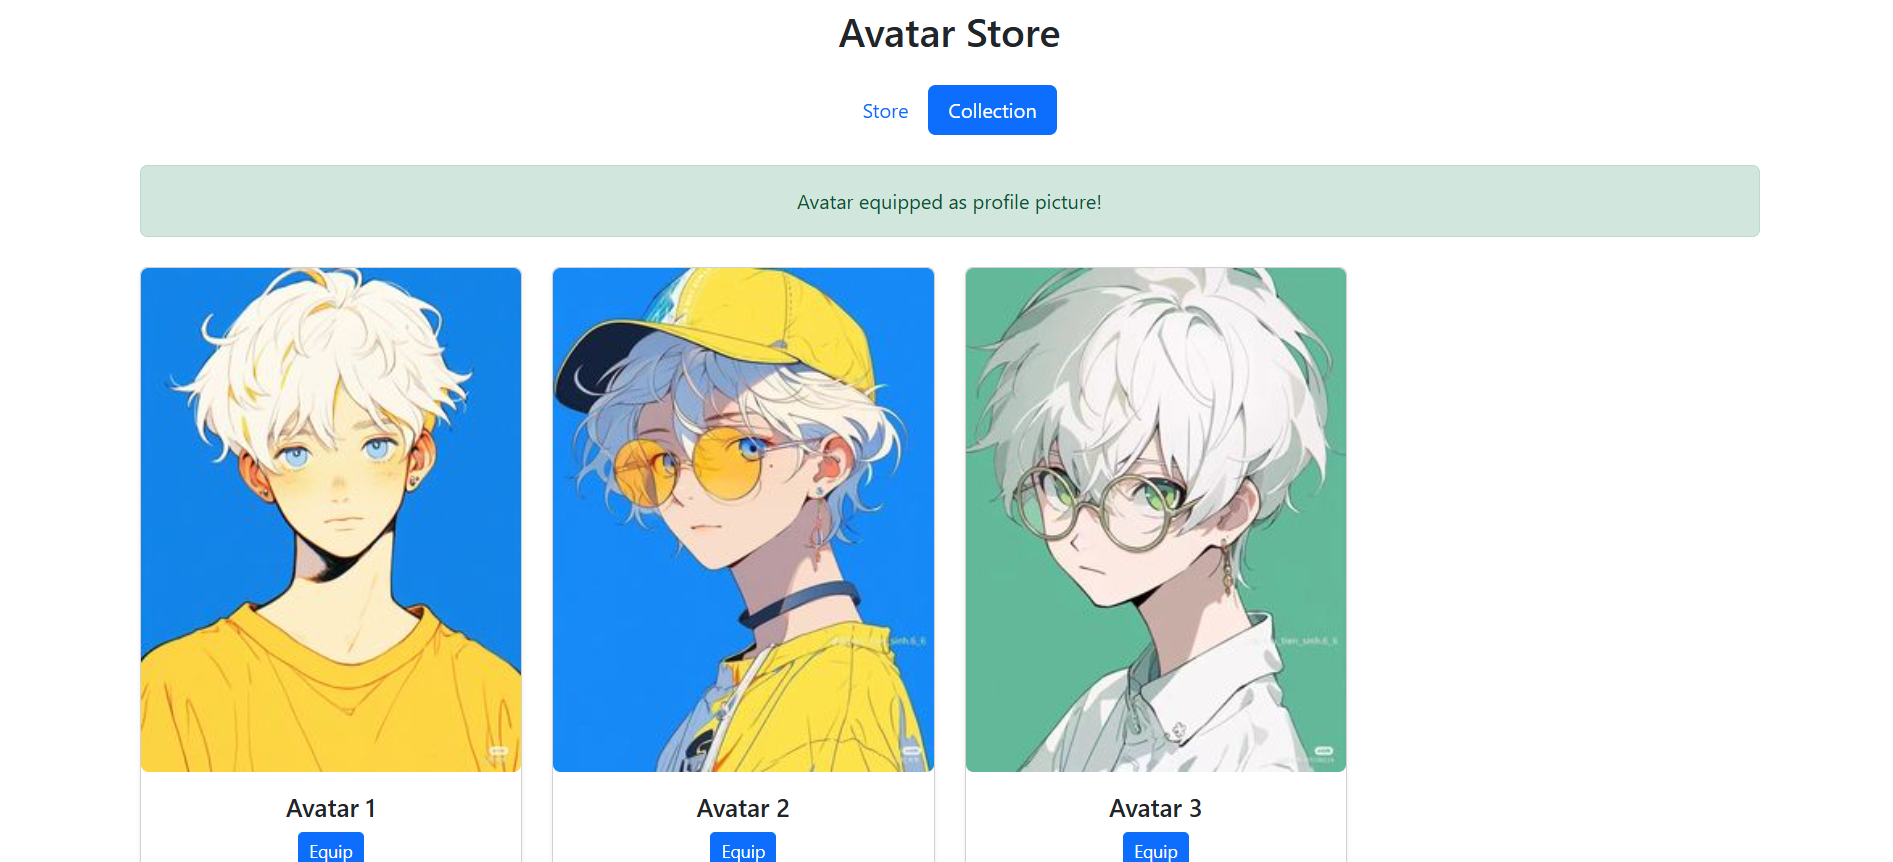 Avatar Store
Store
Collection
Avatar equipped as profile picture!
Avatar 1
Avatar 2
Avatar 3
Equip
Equip
Equip